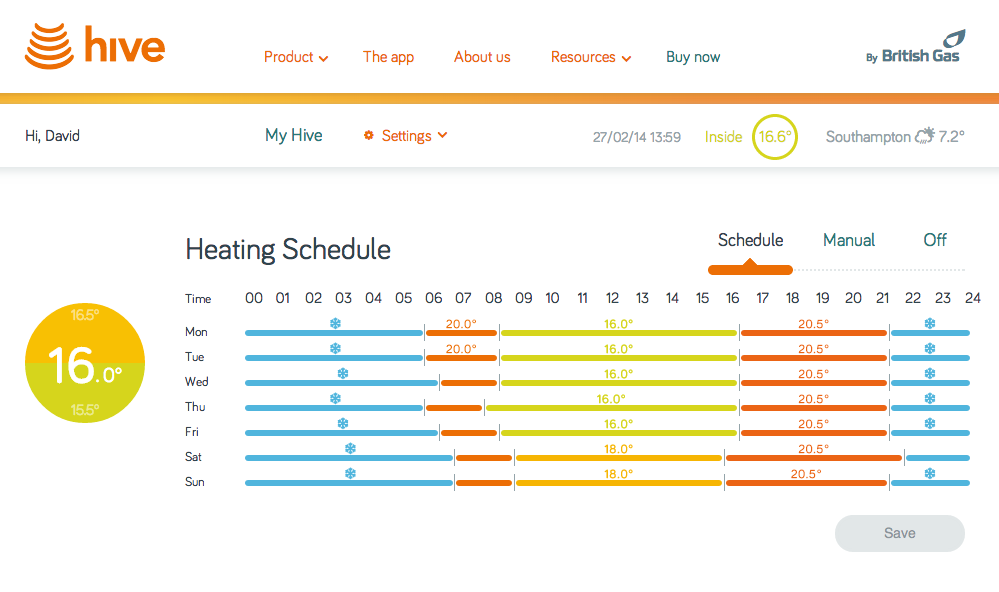 hive
Product The app About us Resources Buy now
By British Gas
Hi, David My Hive Settings 27/02/14 13:59 Inside 16.6° Southampton 7.2°
Heating Schedule
Schedule Manual Off
Time 00 01 02 03 04 05 06 07 08 09 10 11 12 13 14 15 16 17 18 19 20 21 22 23 24
16.5°
16.0°
15.5°
Mon 20.0° 16.0° 20.5°
Tue 20.0° 16.0° 20.5°
Wed 16.0° 20.5°
Thu 16.0° 20.5°
Fri 16.0° 20.5°
Sat 18.0° 20.5°
Sun 18.0° 20.5°
Save